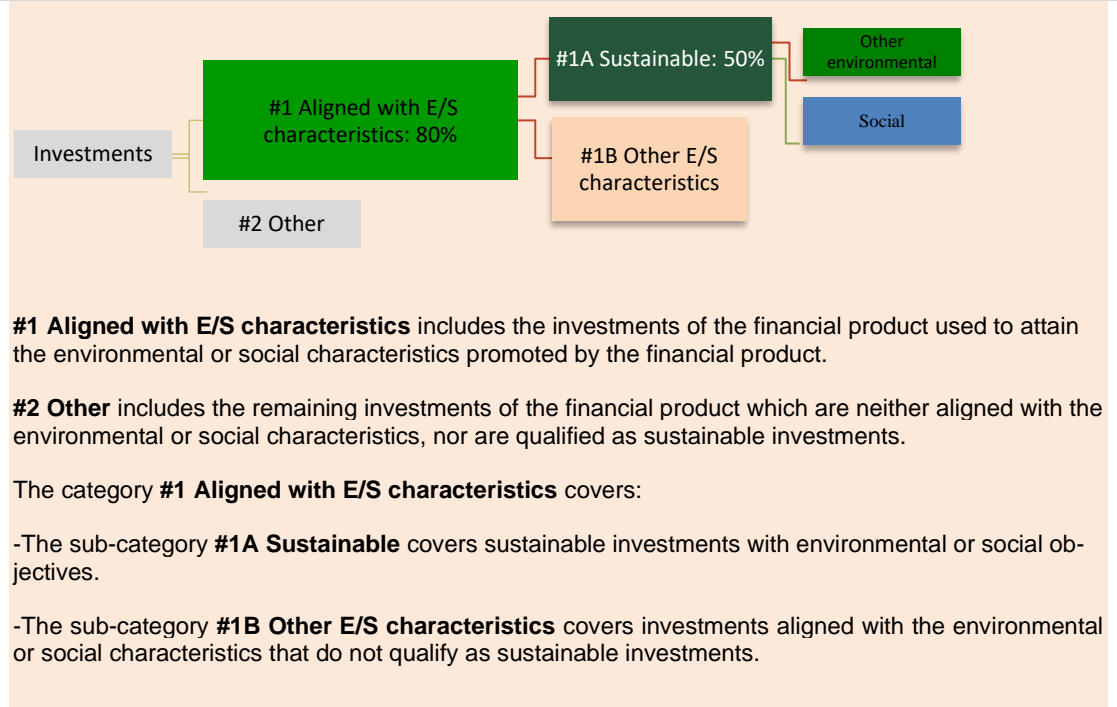 Investments
#1 Aligned with E/S
characteristics: 80%
#2 Other
#1A Sustainable: 50%
#1B Other E/S
characteristics
Other
environmental
Social
#1 Aligned with E/S characteristics includes the investments of the financial product used to attain
the environmental or social characteristics promoted by the financial product.
#2 Other includes the remaining investments of the financial product which are neither aligned with the
environmental or social characteristics, nor are qualified as sustainable investments.
The category #1 Aligned with E/S characteristics covers:
-The sub-category #1A Sustainable covers sustainable investments with environmental or social ob-
jectives.
-The sub-category #1B Other E/S characteristics covers investments aligned with the environmental
or social characteristics that do not qualify as sustainable investments.